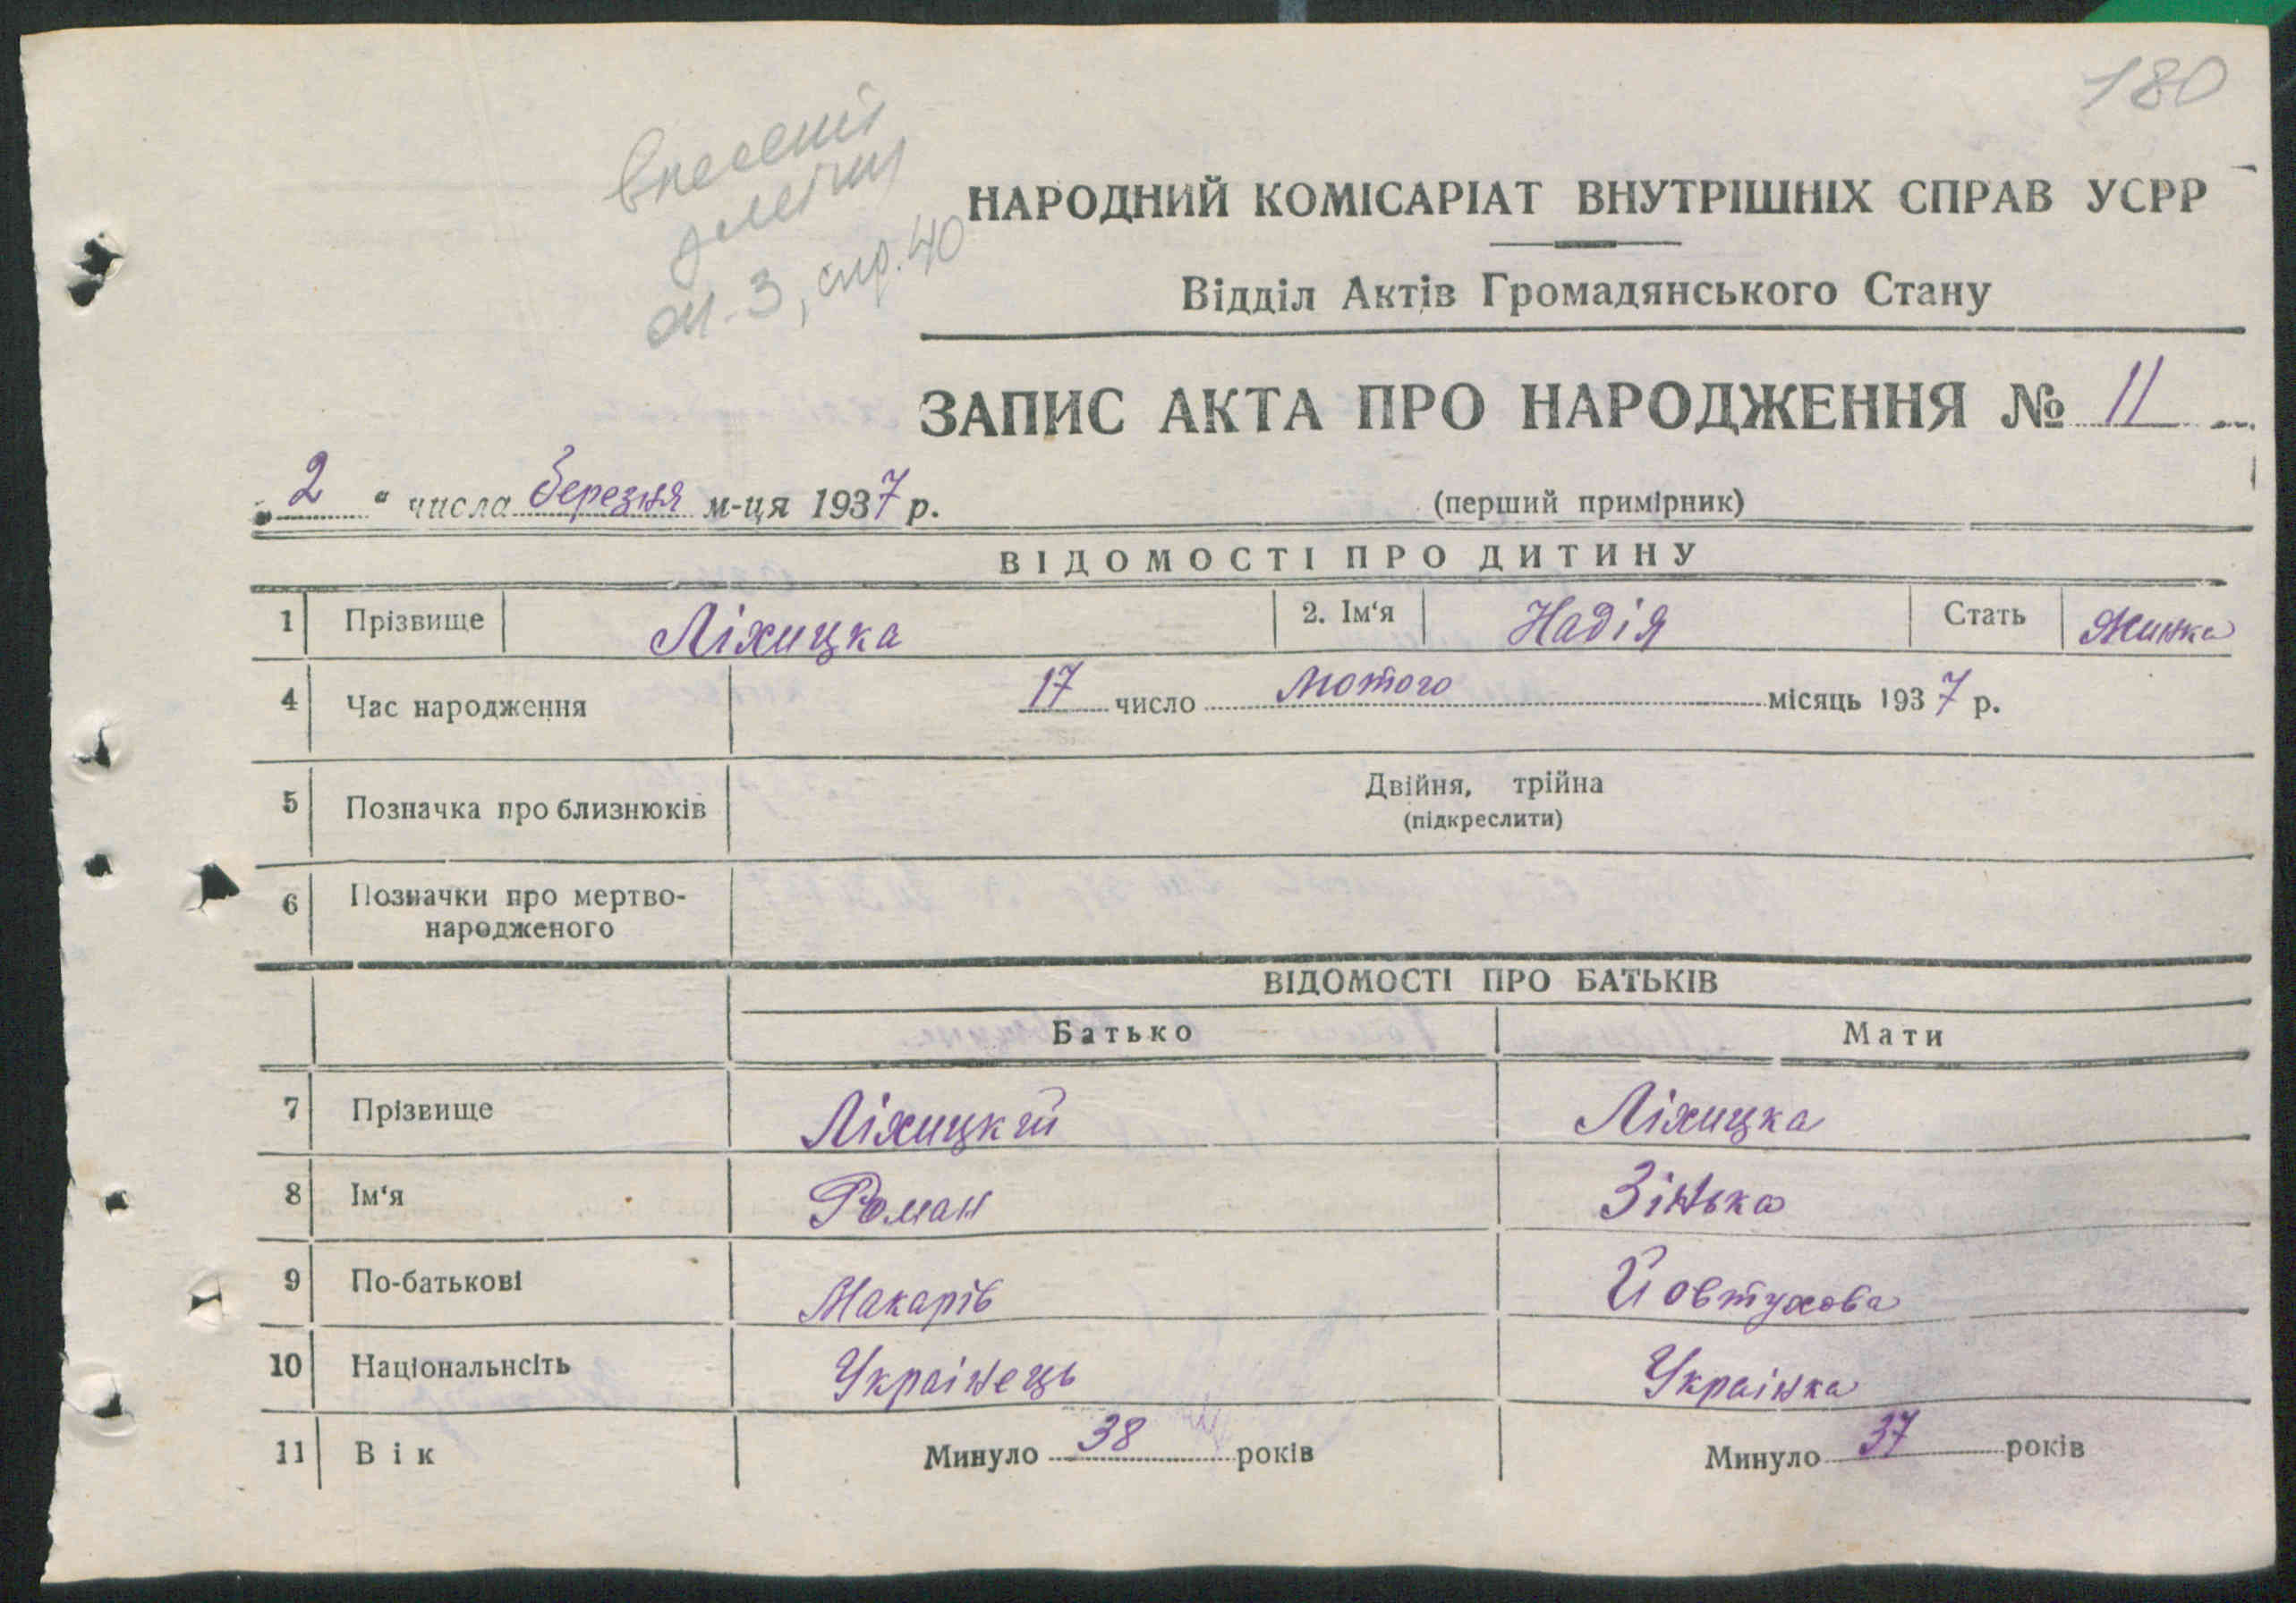 180
внесені
зміни
оп. 3, спр. 40
НАРОДНИЙ КОМІСАРІАТ ВНУТРІШНІХ СПРАВ УСРР
Відділ Актів Громадянського Стану
ЗАПИС АКТА ПРО НАРОДЖЕННЯ № 11
„2“ числа березня м-ця 1937 р.
(перший примірник)
ВІДОМОСТІ ПРО ДИТИНУ
1 Прізвище Ліхицка 2. Ім‘я Надія Стать Жинка
4 Час народження 17 число Лютого місяць 1937 р.
5 Позначка про близнюків Двійня, трійна
(підкреслити)
6 Позначки про мертво-
народженого
ВІДОМОСТІ ПРО БАТЬКІВ
Батько Мати
7 Прізвище Ліхицкий Ліхицка
8 Ім‘я Роман Зінька
9 По-батькові Макарів Йовтухова
10 Національнсіть Украінець Украінка
11 Вік Минуло 38 років Минуло 37 років